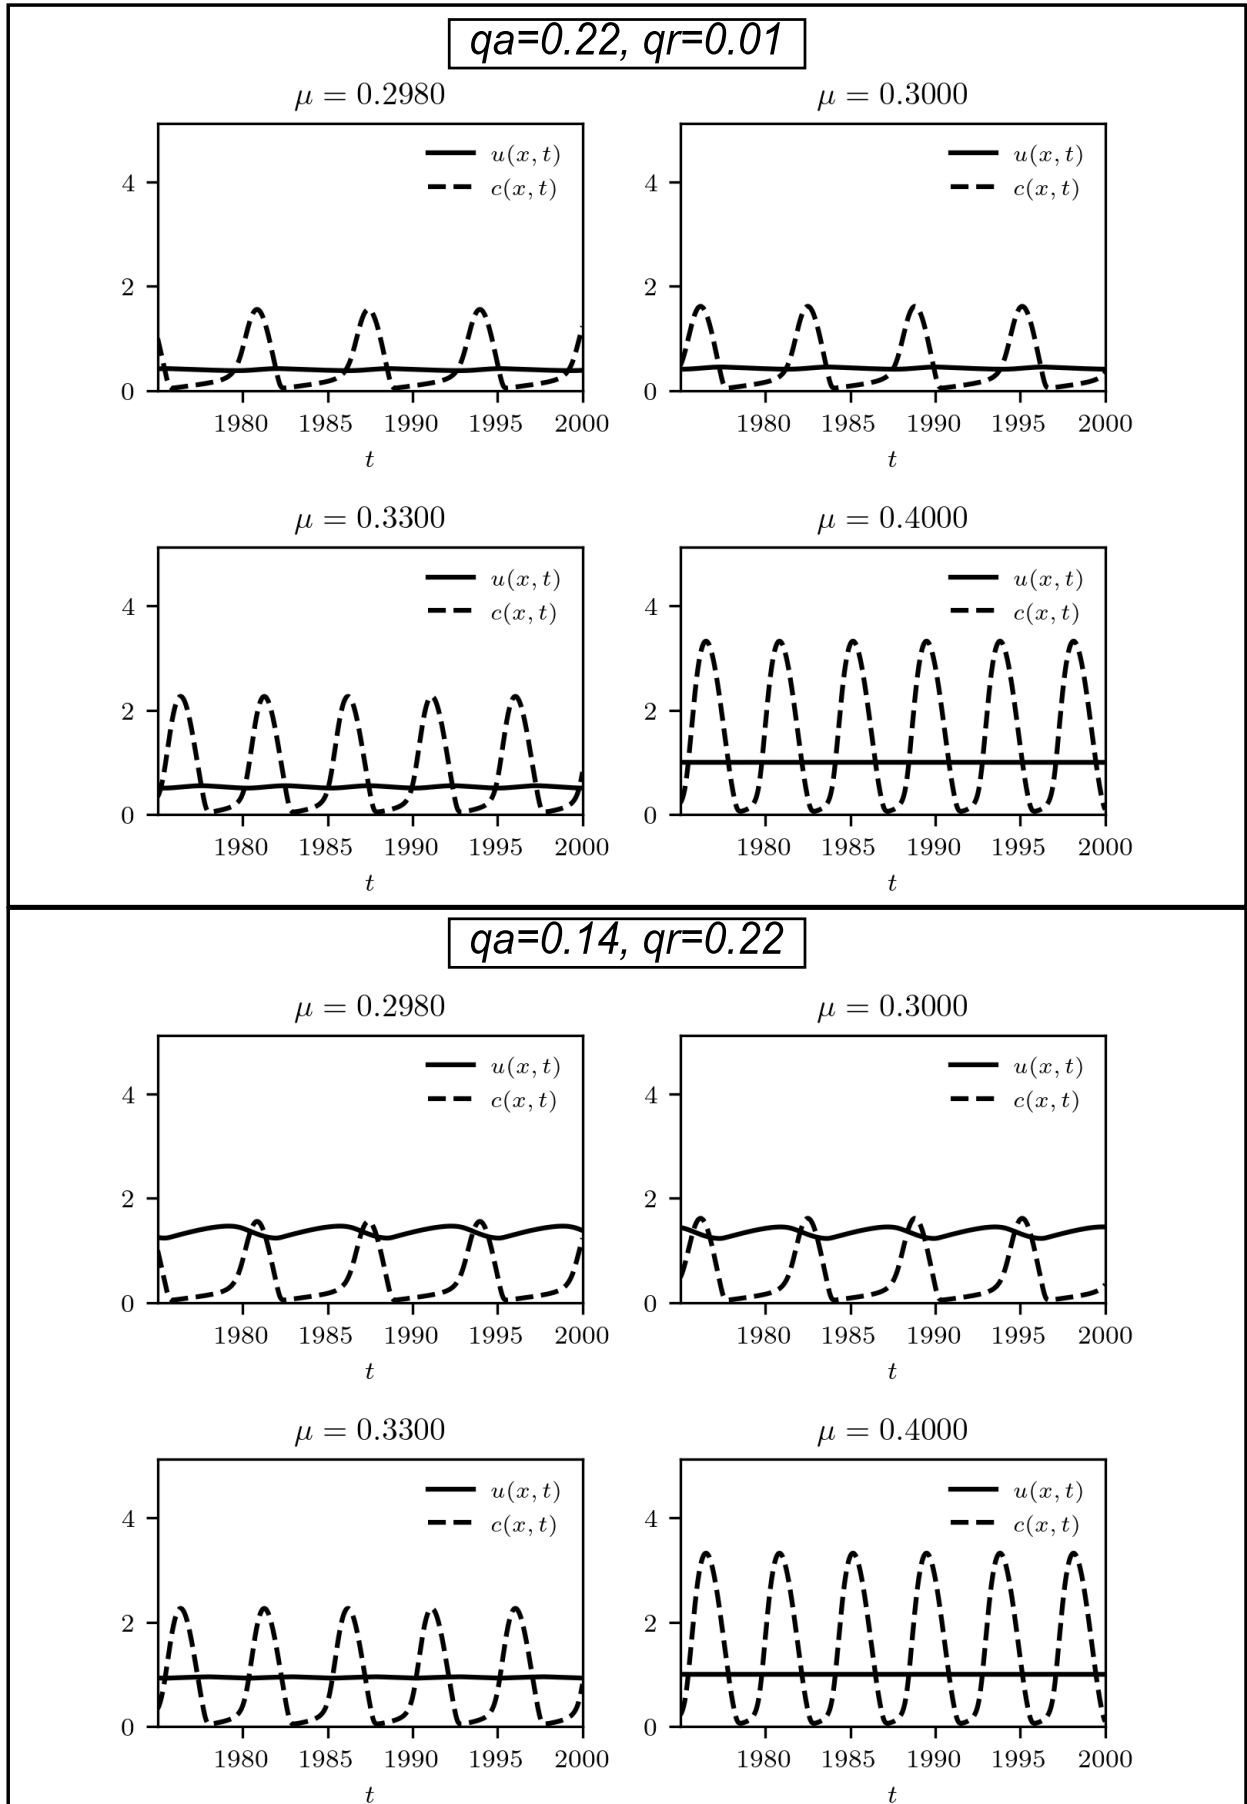 qa=0.22, qr=0.01
μ = 0.2980
μ = 0.3000
u(x, t)
c(x, t)
u(x, t)
c(x, t)
4
2
0
4
2
0
1980 1985 1990 1995 2000
1980 1985 1990 1995 2000
t
t
μ = 0.3300
μ = 0.4000
u(x, t)
c(x, t)
u(x, t)
c(x, t)
4
2
0
4
2
0
1980 1985 1990 1995 2000
1980 1985 1990 1995 2000
t
t
qa=0.14, qr=0.22
μ = 0.2980
μ = 0.3000
u(x, t)
c(x, t)
u(x, t)
c(x, t)
4
2
0
4
2
0
1980 1985 1990 1995 2000
1980 1985 1990 1995 2000
t
t
μ = 0.3300
μ = 0.4000
u(x, t)
c(x, t)
u(x, t)
c(x, t)
4
2
0
4
2
0
1980 1985 1990 1995 2000
1980 1985 1990 1995 2000
t
t